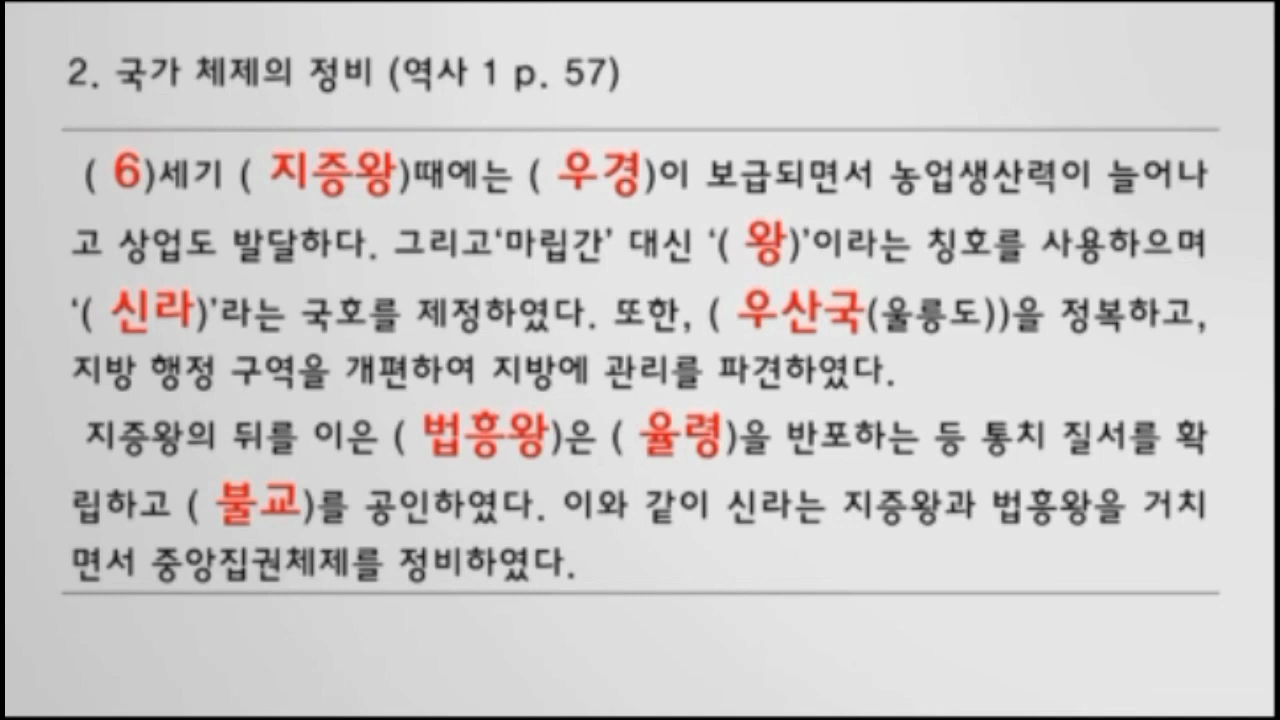 2. 국가 체제의 정비 (역사 1 p. 57)
( 6)세기 ( 지증왕)때에는 ( 우경)이 보급되면서 농업생산력이 늘어나
고 상업도 발달하다. 그리고‘마립간’ 대신 ‘( 왕)’이라는 칭호를 사용하으며
‘( 신라)’라는 국호를 제정하였다. 또한, ( 우산국(울릉도))을 정복하고,
지방 행정 구역을 개편하여 지방에 관리를 파견하였다.
지증왕의 뒤를 이은 ( 법흥왕)은 ( 율령)을 반포하는 등 통치 질서를 확
립하고 ( 불교)를 공인하였다. 이와 같이 신라는 지증왕과 법흥왕을 거치
면서 중앙집권체제를 정비하였다.